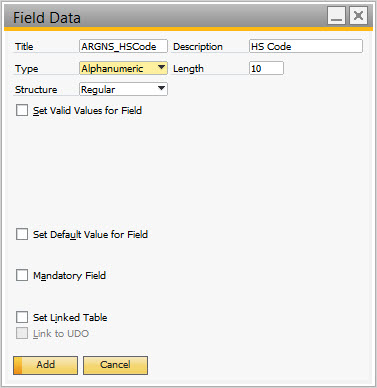 Field Data
Title ARGNS_HSCode Description HS Code
Type Alphanumeric Length 10
Structure Regular
Set Valid Values for Field
Set Default Value for Field
Mandatory Field
Set Linked Table
Link to UDO
Add Cancel